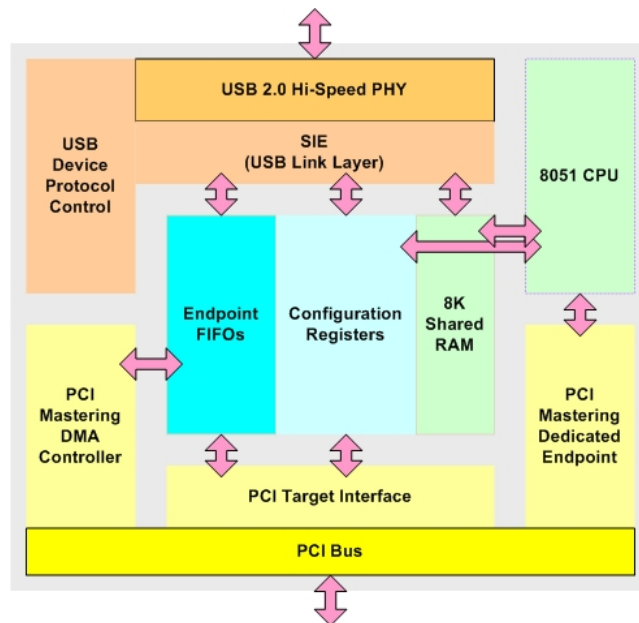 USB 2.0 Hi-Speed PHY
USB
Device
Protocol
Control
SIE
(USB Link Layer)
8051 CPU
Endpoint
FIFOs
Configuration
Registers
8K
Shared
RAM
PCI
Mastering
DMA
Controller
PCI
Mastering
Dedicated
Endpoint
PCI Target Interface
PCI Bus